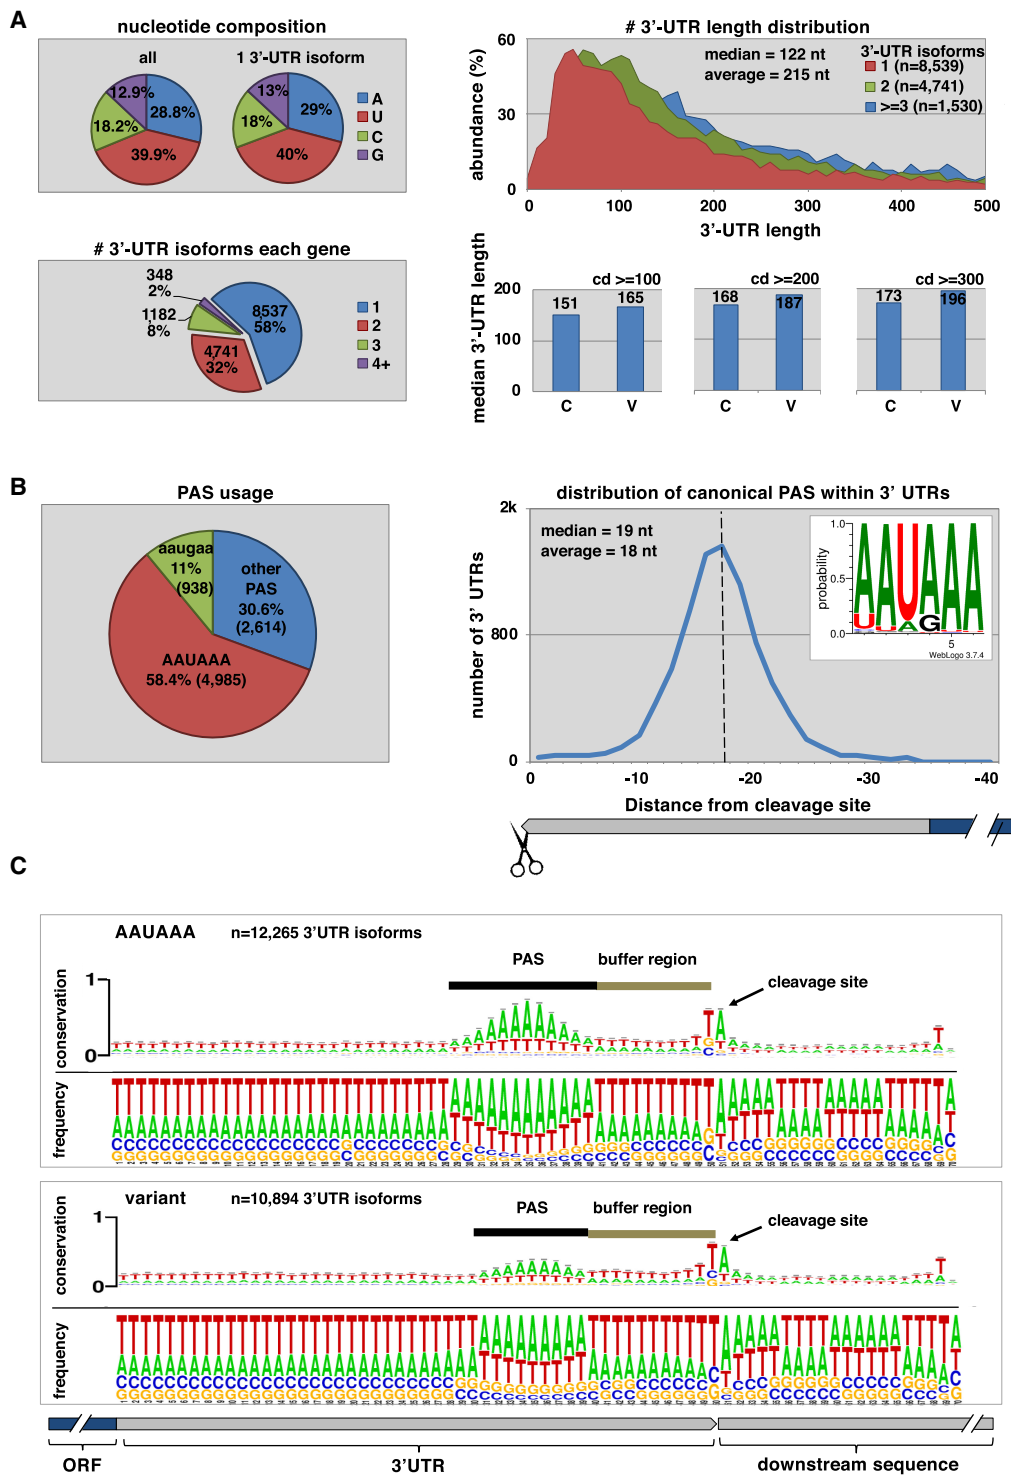 A
nucleotide composition
all
1 3'-UTR isoform
12.9%
28.8%
18.2%
39.9%
13%
29%
18%
40%
A
U
C
G
# 3'-UTR length distribution
abundance (%)
60
30
0
median = 122 nt
average = 215 nt
3'-UTR isoforms
1 (n=8,539)
2 (n=4,741)
>=3 (n=1,530)
0
100
200
300
400
500
3'-UTR length
# 3'-UTR isoforms each gene
348
2%
1,182
8%
8537
58%
4,741
32%
1
2
3
4+
median 3'-UTR length
200
100
0
cd >=100
151
165
C
V
cd >=200
168
187
C
V
cd >=300
173
196
C
V
B
PAS usage
aaugaa
11%
(938)
other
PAS
30.6%
(2,614)
AAUAAA
58.4% (4,985)
distribution of canonical PAS within 3' UTRs
number of 3' UTRs
2k
800
0
median = 19 nt
average = 18 nt
probability
1.0
0.5
0.0
AAUAAA
UUAG
5
WebLogo 3.7.4
0
-10
-20
-30
-40
Distance from cleavage site
C
AAUAAA
n=12,265 3'UTR isoforms
PAS
buffer region
cleavage site
conservation
1
0
frequency
variant
n=10,894 3'UTR isoforms
PAS
buffer region
cleavage site
conservation
1
0
frequency
ORF
3'UTR
downstream sequence